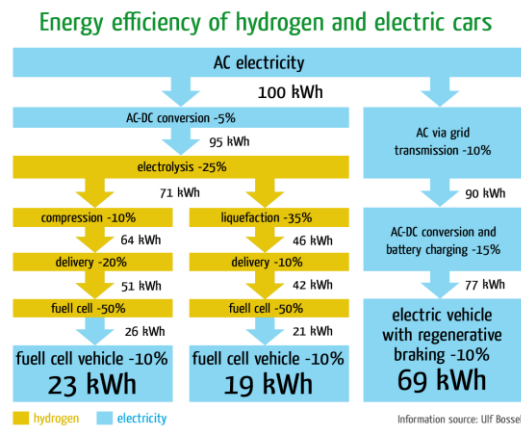 Energy efficiency of hydrogen and electric cars
AC electricity
100 kWh
AC-DC conversion -5%
95 kWh
electrolysis -25%
71 kWh
compression -10%
64 kWh
delivery -20%
51 kWh
fuell cell -50%
26 kWh
fuell cell vehicle -10%
23 kWh
liquefaction -35%
46 kWh
delivery -10%
42 kWh
fuell cell -50%
21 kWh
fuell cell vehicle -10%
19 kWh
AC via grid
transmission -10%
90 kWh
AC-DC conversion and
battery charging -15%
77 kWh
electric vehicle
with regenerative
braking -10%
69 kWh
hydrogen
electricity
Information source: Ulf Bossel